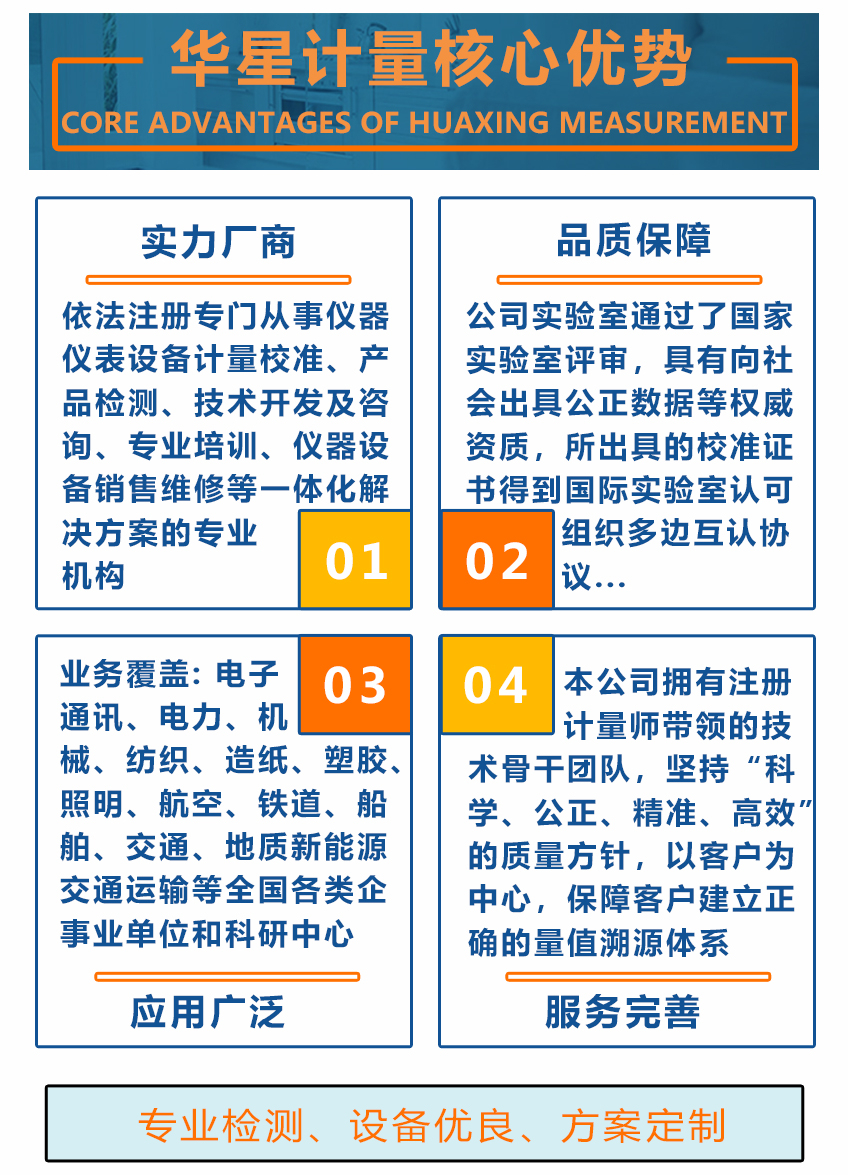 华星计量核心优势
CORE ADVANTAGES OF HUAXING MEASUREMENT
实力厂商
依法注册专门从事仪器
仪表设备计量校准、产
品检测、技术开发及咨
询、专业培训、仪器设
备销售维修等一体化解
决方案的专业
机构
01
品质保障
公司实验室通过了国家
实验室评审，具有向社
会出具公正数据等权威
资质，所出具的校准证
书得到国际实验室认可
组织多边互认协
议...
02
03
业务覆盖: 电子
通讯、电力、机
械、纺织、造纸、塑胶、
照明、航空、铁道、船
舶、交通、地质新能源
交通运输等全国各类企
事业单位和科研中心
应用广泛
04
本公司拥有注册
计量师带领的技
术骨干团队，坚持“科
学、公正、精准、高效”
的质量方针，以客户为
中心，保障客户建立正
确的量值溯源体系
服务完善
专业检测、设备优良、方案定制